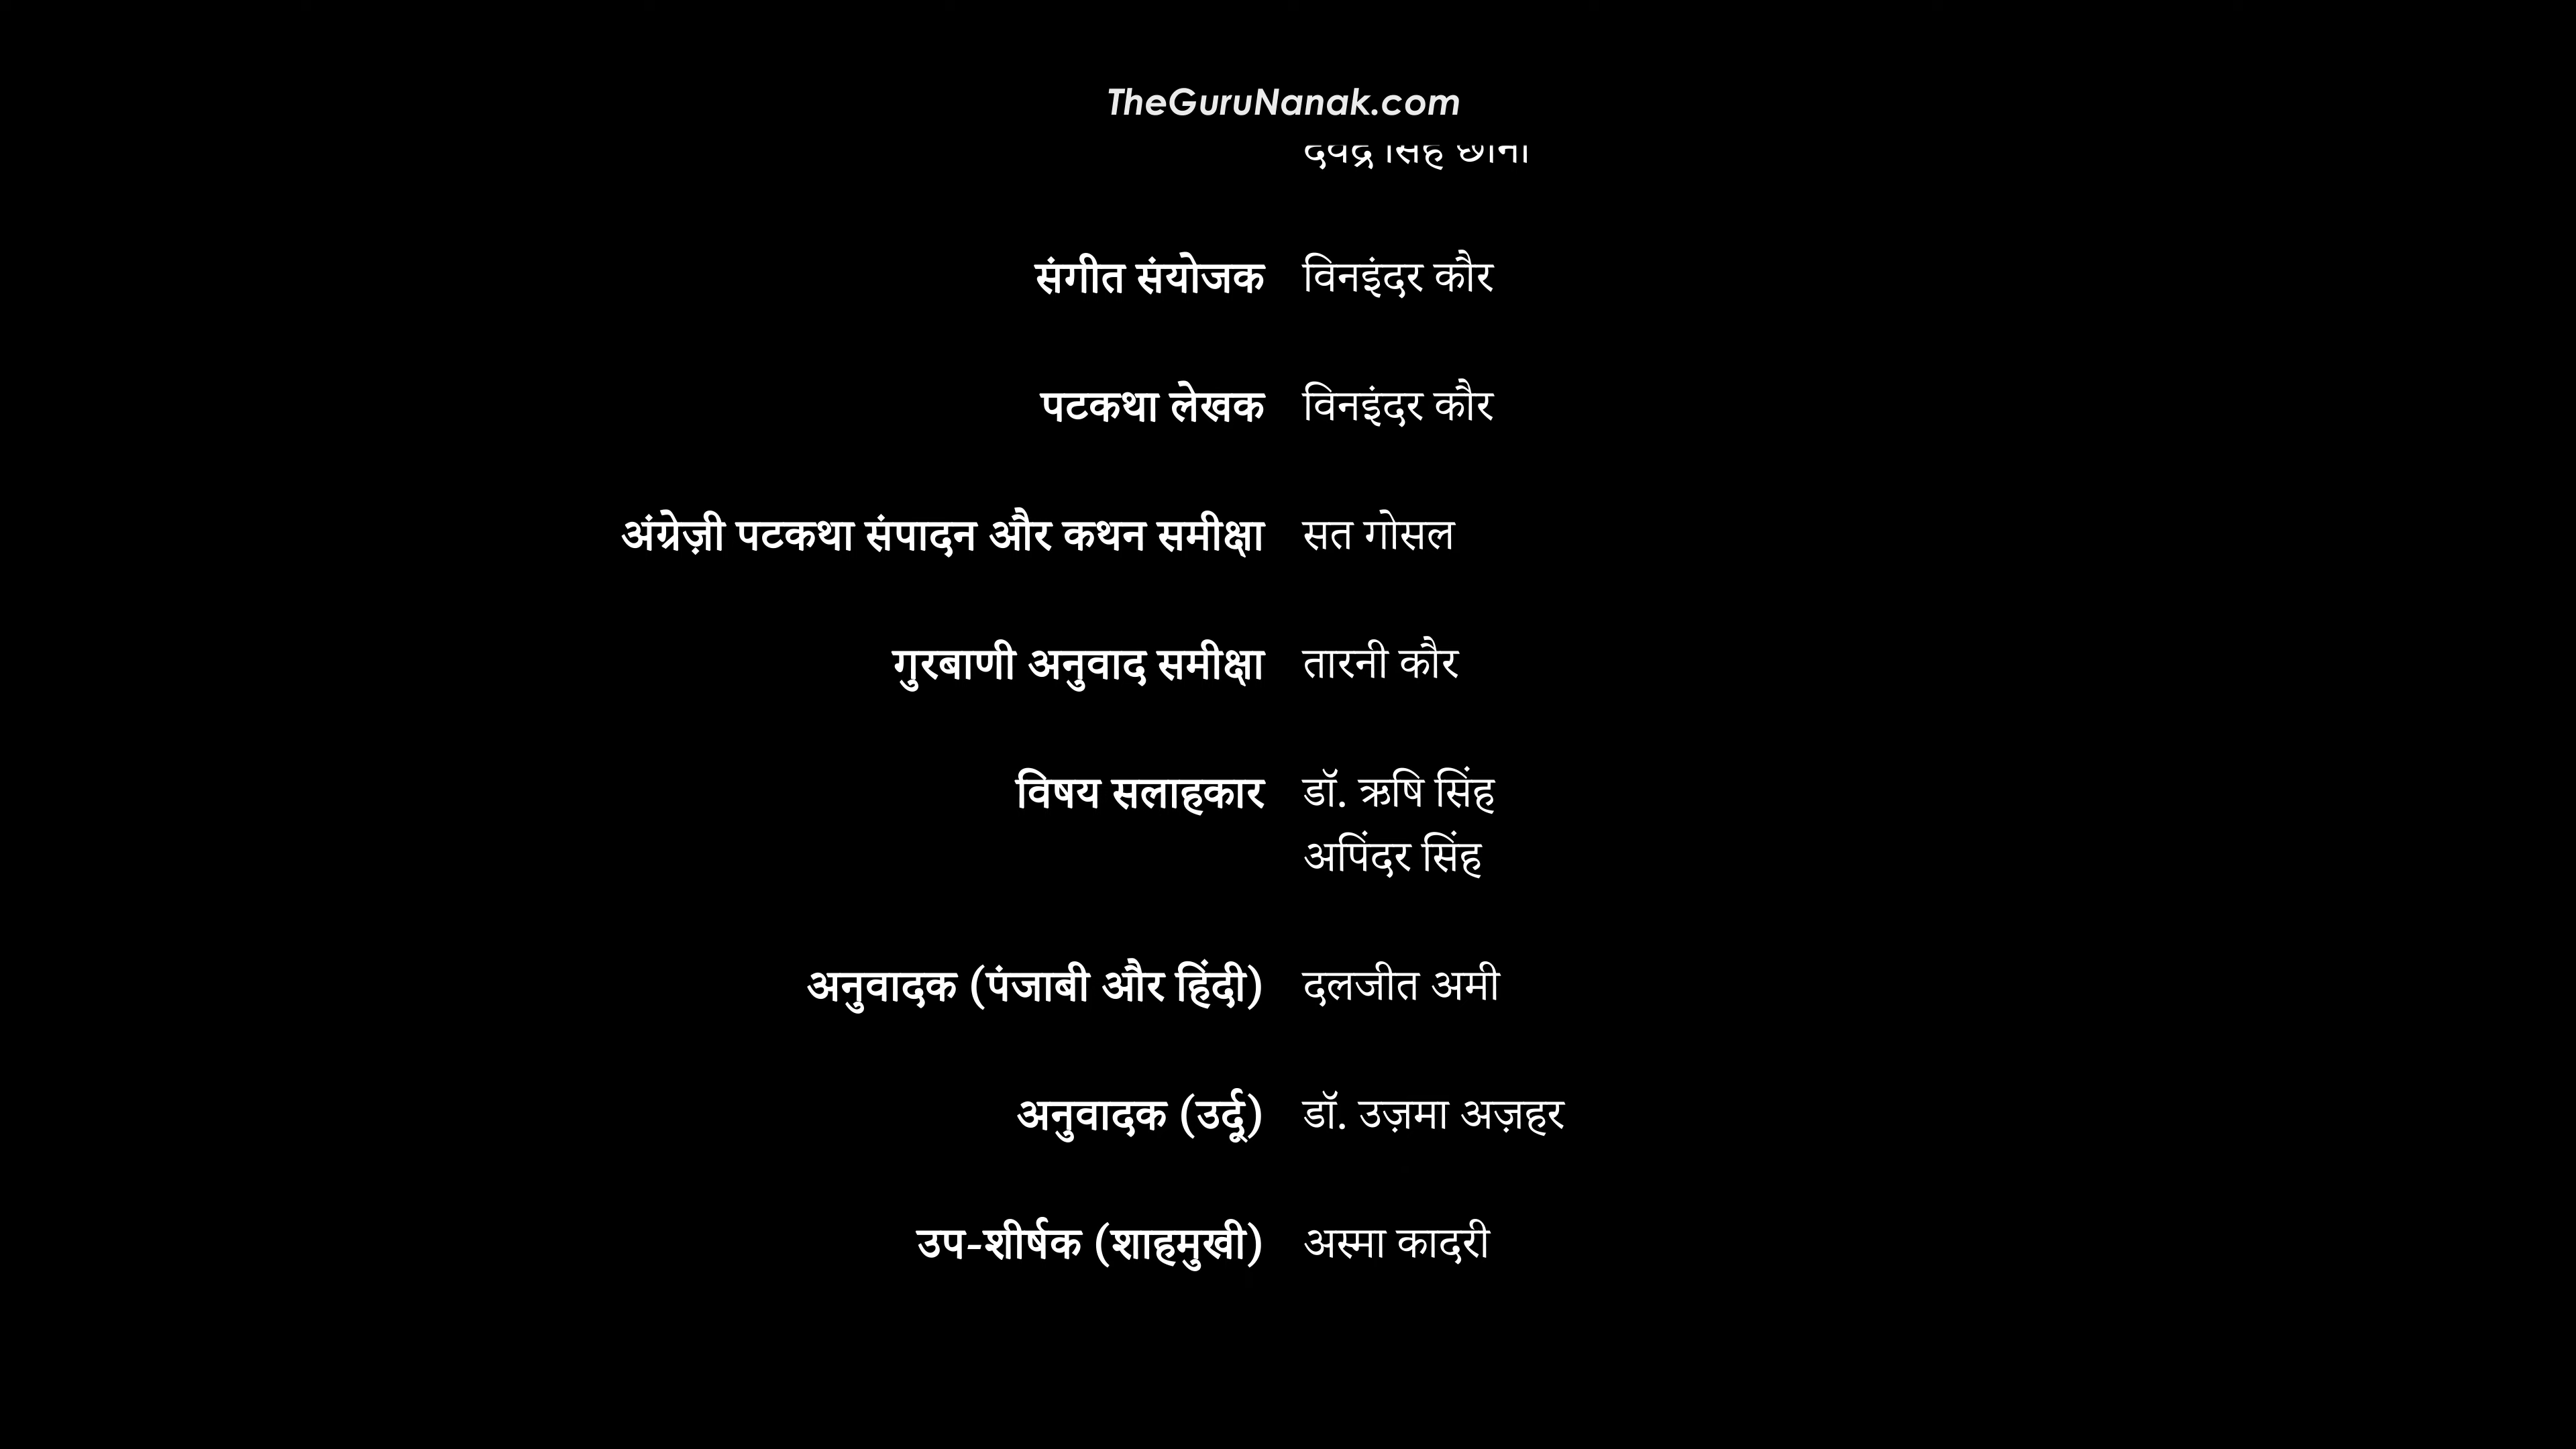 TheGuruNanak.com
संगीत संयोजक विनइंदर कौर
पटकथा लेखक विनइंदर कौर
अंग्रेज़ी पटकथा संपादन और कथन समीक्षा सत गोसल
गुरबाणी अनुवाद समीक्षा तारनी कौर
विषय सलाहकार डॉ. ऋषि सिंह
अपिंदर सिंह
अनुवादक (पंजाबी और हिंदी) दलजीत अमी
अनुवादक (उर्दू) डॉ. उज़मा अज़हर
उप-शीर्षक (शाहमुखी) अस्मा कादरी